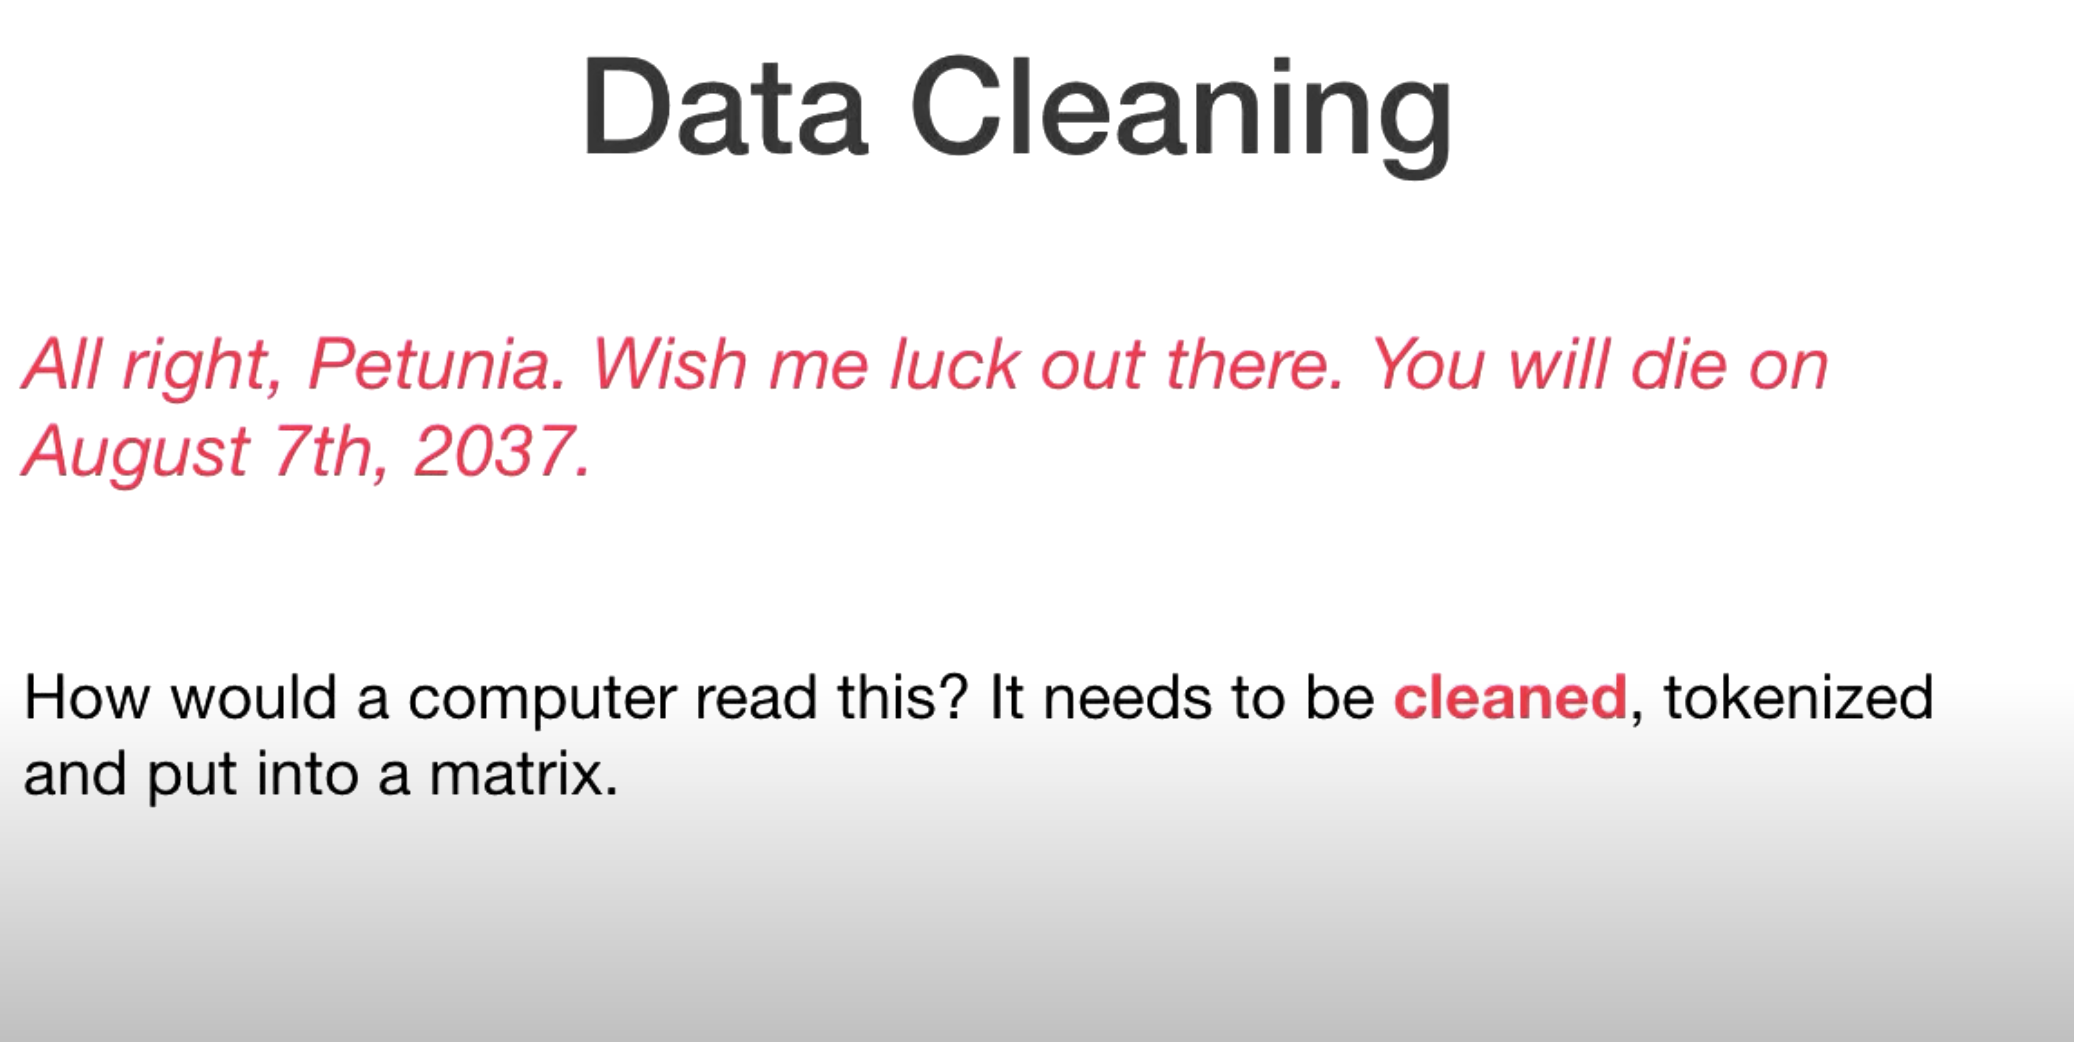 Data Cleaning
All right, Petunia. Wish me luck out there. You will die on
August 7th, 2037.
How would a computer read this? It needs to be cleaned, tokenized
and put into a matrix.